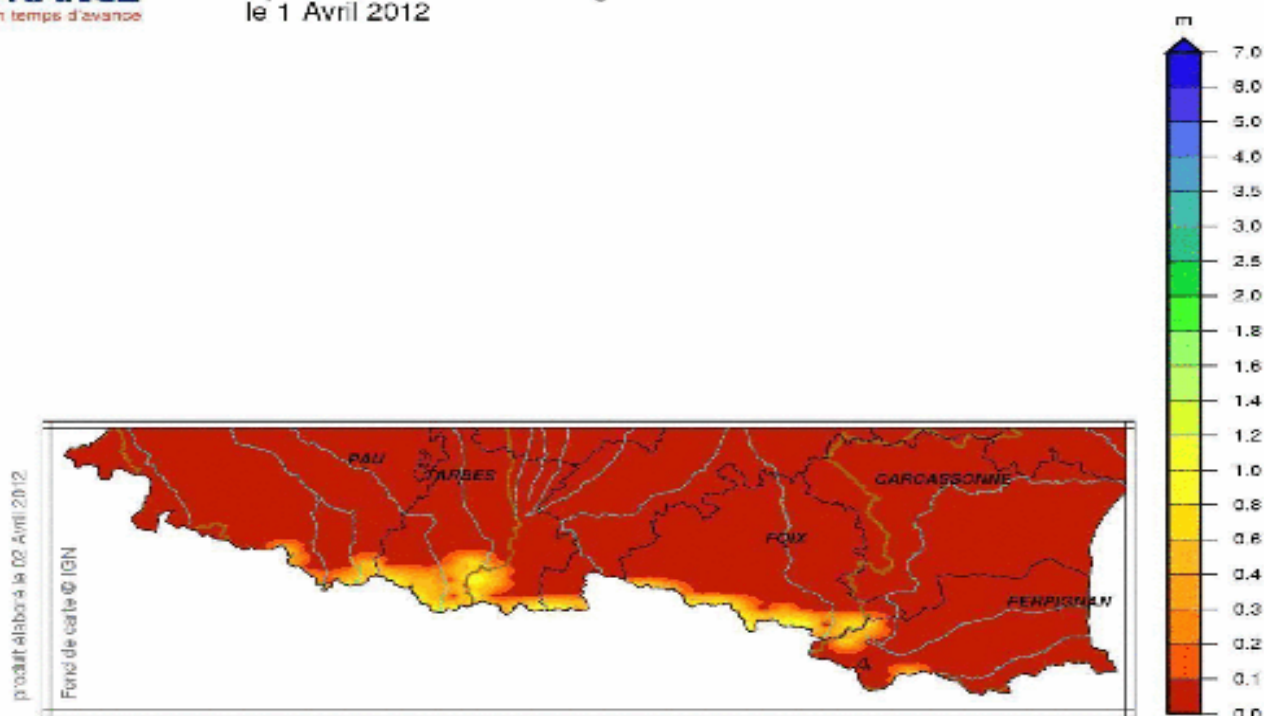 n temps d'avance
le 1 Avril 2012
m
7.0
6.0
5.0
4.0
3.5
3.0
2.5
2.0
1.8
1.6
1.4
1.2
1.0
0.8
0.6
0.4
0.3
0.2
0.1
0.0
PAU
TARBES
CARCASSONNE
FOIX
PERPIGNAN
produit élaboré le 02 Avril 2012
Fond de carte © IGN